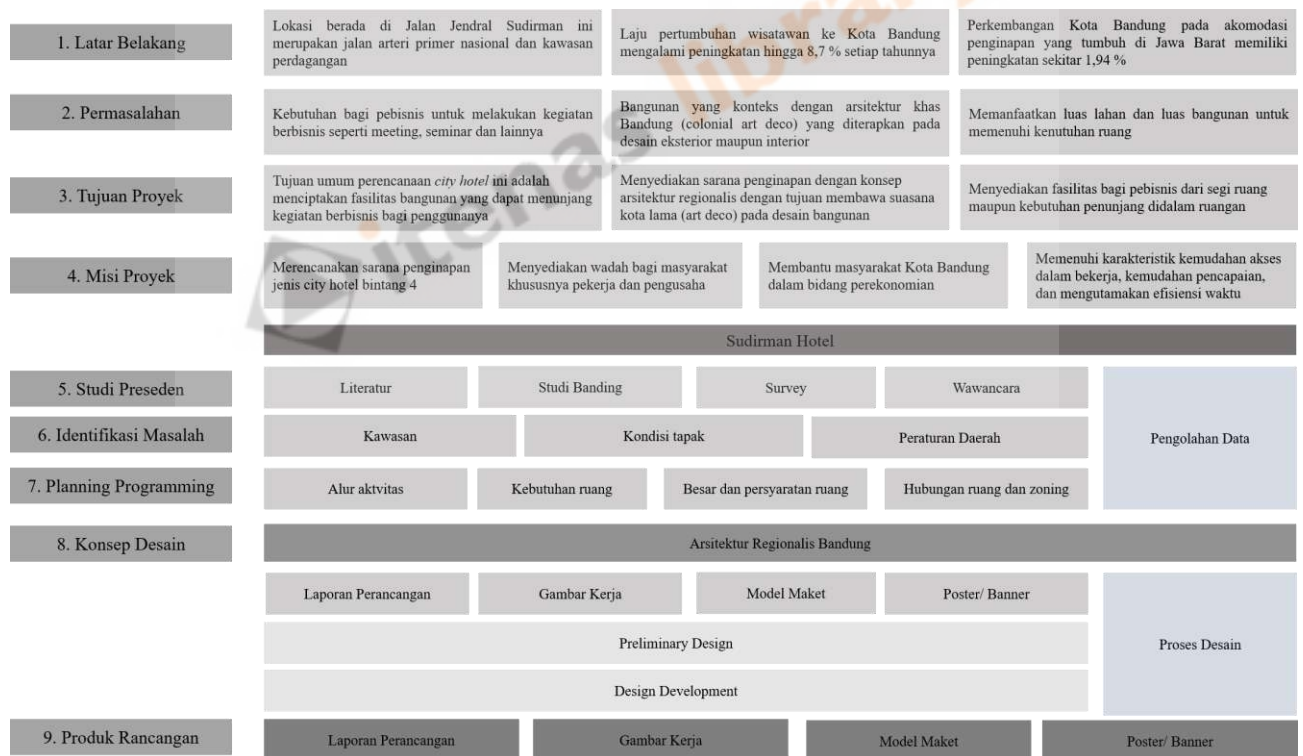 1. Latar Belakang
Lokasi berada di Jalan Jendral Sudirman ini
merupakan jalan arteri primer nasional dan kawasan
perdagangan
Laju pertumbuhan wisatawan ke Kota Bandung
mengalami peningkatan hingga 8,7 % setiap tahunnya
Perkembangan Kota Bandung pada akomodasi
penginapan yang tumbuh di Jawa Barat memiliki
peningkatan sekitar 1,94 %
2. Permasalahan
Kebutuhan bagi pebisnis untuk melakukan kegiatan
berbisnis seperti meeting, seminar dan lainnya
Bangunan yang konteks dengan arsitektur khas
Bandung (colonial art deco) yang diterapkan pada
desain eksterior maupun interior
Memanfaatkan luas lahan dan luas bangunan untuk
memenuhi kenutuhan ruang
3. Tujuan Proyek
Tujuan umum perencanaan city hotel ini adalah
menciptakan fasilitas bangunan yang dapat menunjang
kegiatan berbisnis bagi penggunanya
Menyediakan sarana penginapan dengan konsep
arsitektur regionalis dengan tujuan membawa suasana
kota lama (art deco) pada desain bangunan
Menyediakan fasilitas bagi pebisnis dari segi ruang
maupun kebutuhan penunjang didalam ruangan
4. Misi Proyek
Merencanakan sarana penginapan
jenis city hotel bintang 4
Menyediakan wadah bagi masyarakat
khususnya pekerja dan pengusaha
Membantu masyarakat Kota Bandung
dalam bidang perekonomian
Memenuhi karakteristik kemudahan akses
dalam bekerja, kemudahan pencapaian,
dan mengutamakan efisiensi waktu
Sudirman Hotel
5. Studi Preseden
Literatur
Studi Banding
Survey
Wawancara
6. Identifikasi Masalah
Kawasan
Kondisi tapak
Peraturan Daerah
Pengolahan Data
7. Planning Programming
Alur aktvitas
Kebutuhan ruang
Besar dan persyaratan ruang
Hubungan ruang dan zoning
8. Konsep Desain
Arsitektur Regionalis Bandung
Laporan Perancangan
Gambar Kerja
Model Maket
Poster/ Banner
Preliminary Design
Proses Desain
Design Development
9. Produk Rancangan
Laporan Perancangan
Gambar Kerja
Model Maket
Poster/ Banner
itenas